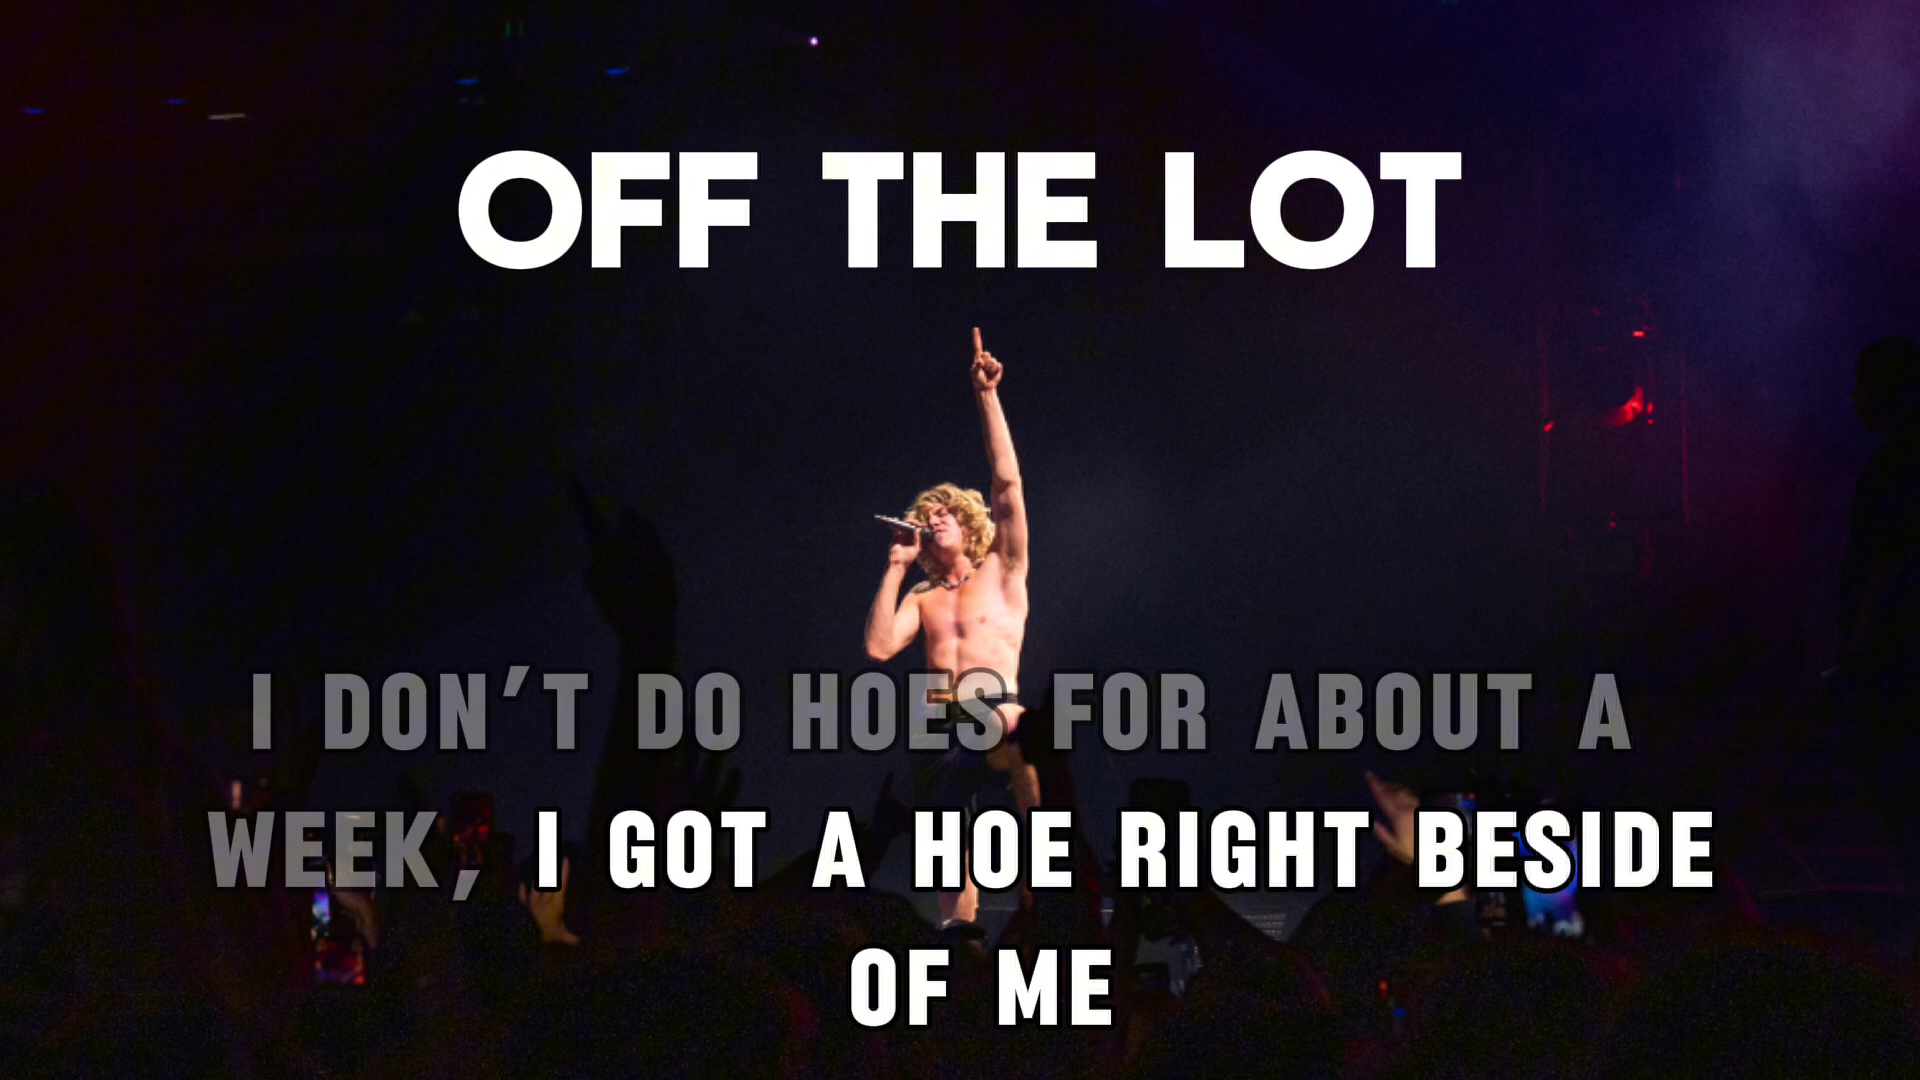 OFF THE LOT
I DON'T DO HOES FOR ABOUT A
WEEK, I GOT A HOE RIGHT BESIDE
OF ME